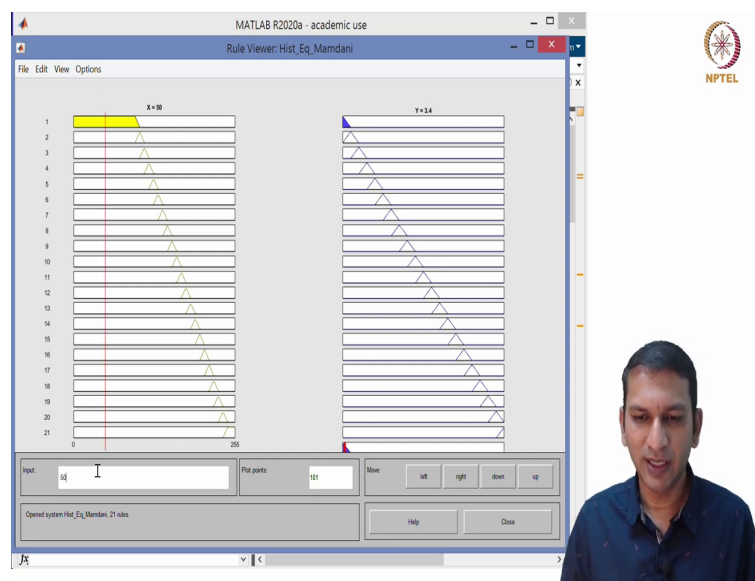 MATLAB R2020a - academic use
Rule Viewer: Hist_Eq_Mamdani
File Edit View Options
NPTEL
X = 50
Y = 3.4
1
2
3
4
5
6
7
8
9
10
11
12
13
14
15
16
17
18
19
20
21
0 255
Input:
50
Plot points:
101
Move:
left right down up
Opened system Hist_Eq_Mamdani, 21 rules
Help Close
fx